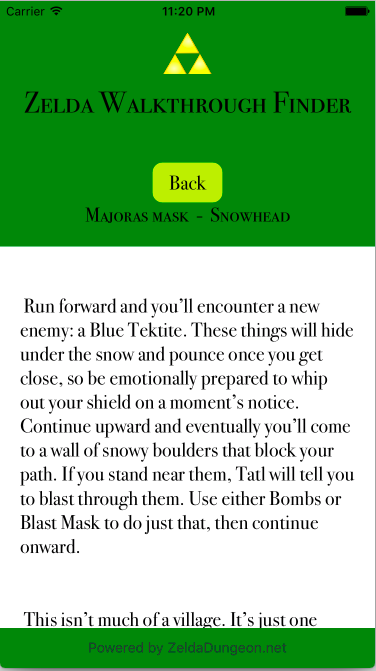 Carrier 11:20 PM
Zelda Walkthrough Finder
Back
Majoras mask - Snowhead
Run forward and you'll encounter a new
enemy: a Blue Tektite. These things will hide
under the snow and pounce once you get
close, so be emotionally prepared to whip
out your shield on a moment's notice.
Continue upward and eventually you'll come
to a wall of snowy boulders that block your
path. If you stand near them, Tatl will tell you
to blast through them. Use either Bombs or
Blast Mask to do just that, then continue
onward.
This isn't much of a village. It's just one
Powered by ZeldaDungeon.net